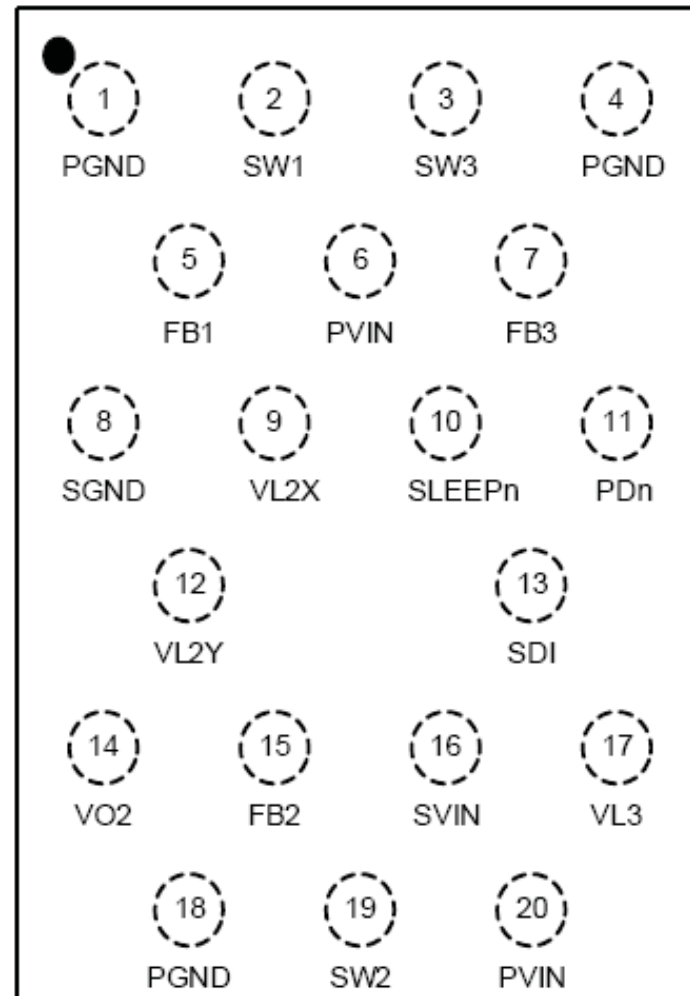 1 2 3 4
PGND SW1 SW3 PGND
5 6 7
FB1 PVIN FB3
8 9 10 11
SGND VL2X SLEEPn PDn
12 13
VL2Y SDI
14 15 16 17
VO2 FB2 SVIN VL3
18 19 20
PGND SW2 PVIN